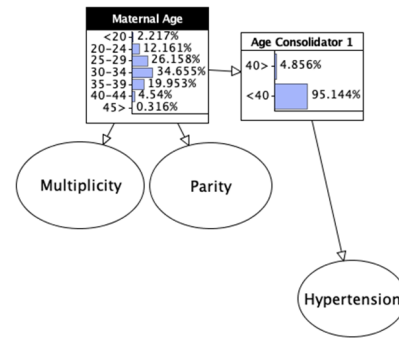 Maternal Age
<20 2.217%
20-24 12.161%
25-29 26.158%
30-34 34.655%
35-39 19.953%
40-44 4.54%
45> 0.316%
Age Consolidator 1
40> 4.856%
<40 95.144%
Multiplicity
Parity
Hypertension